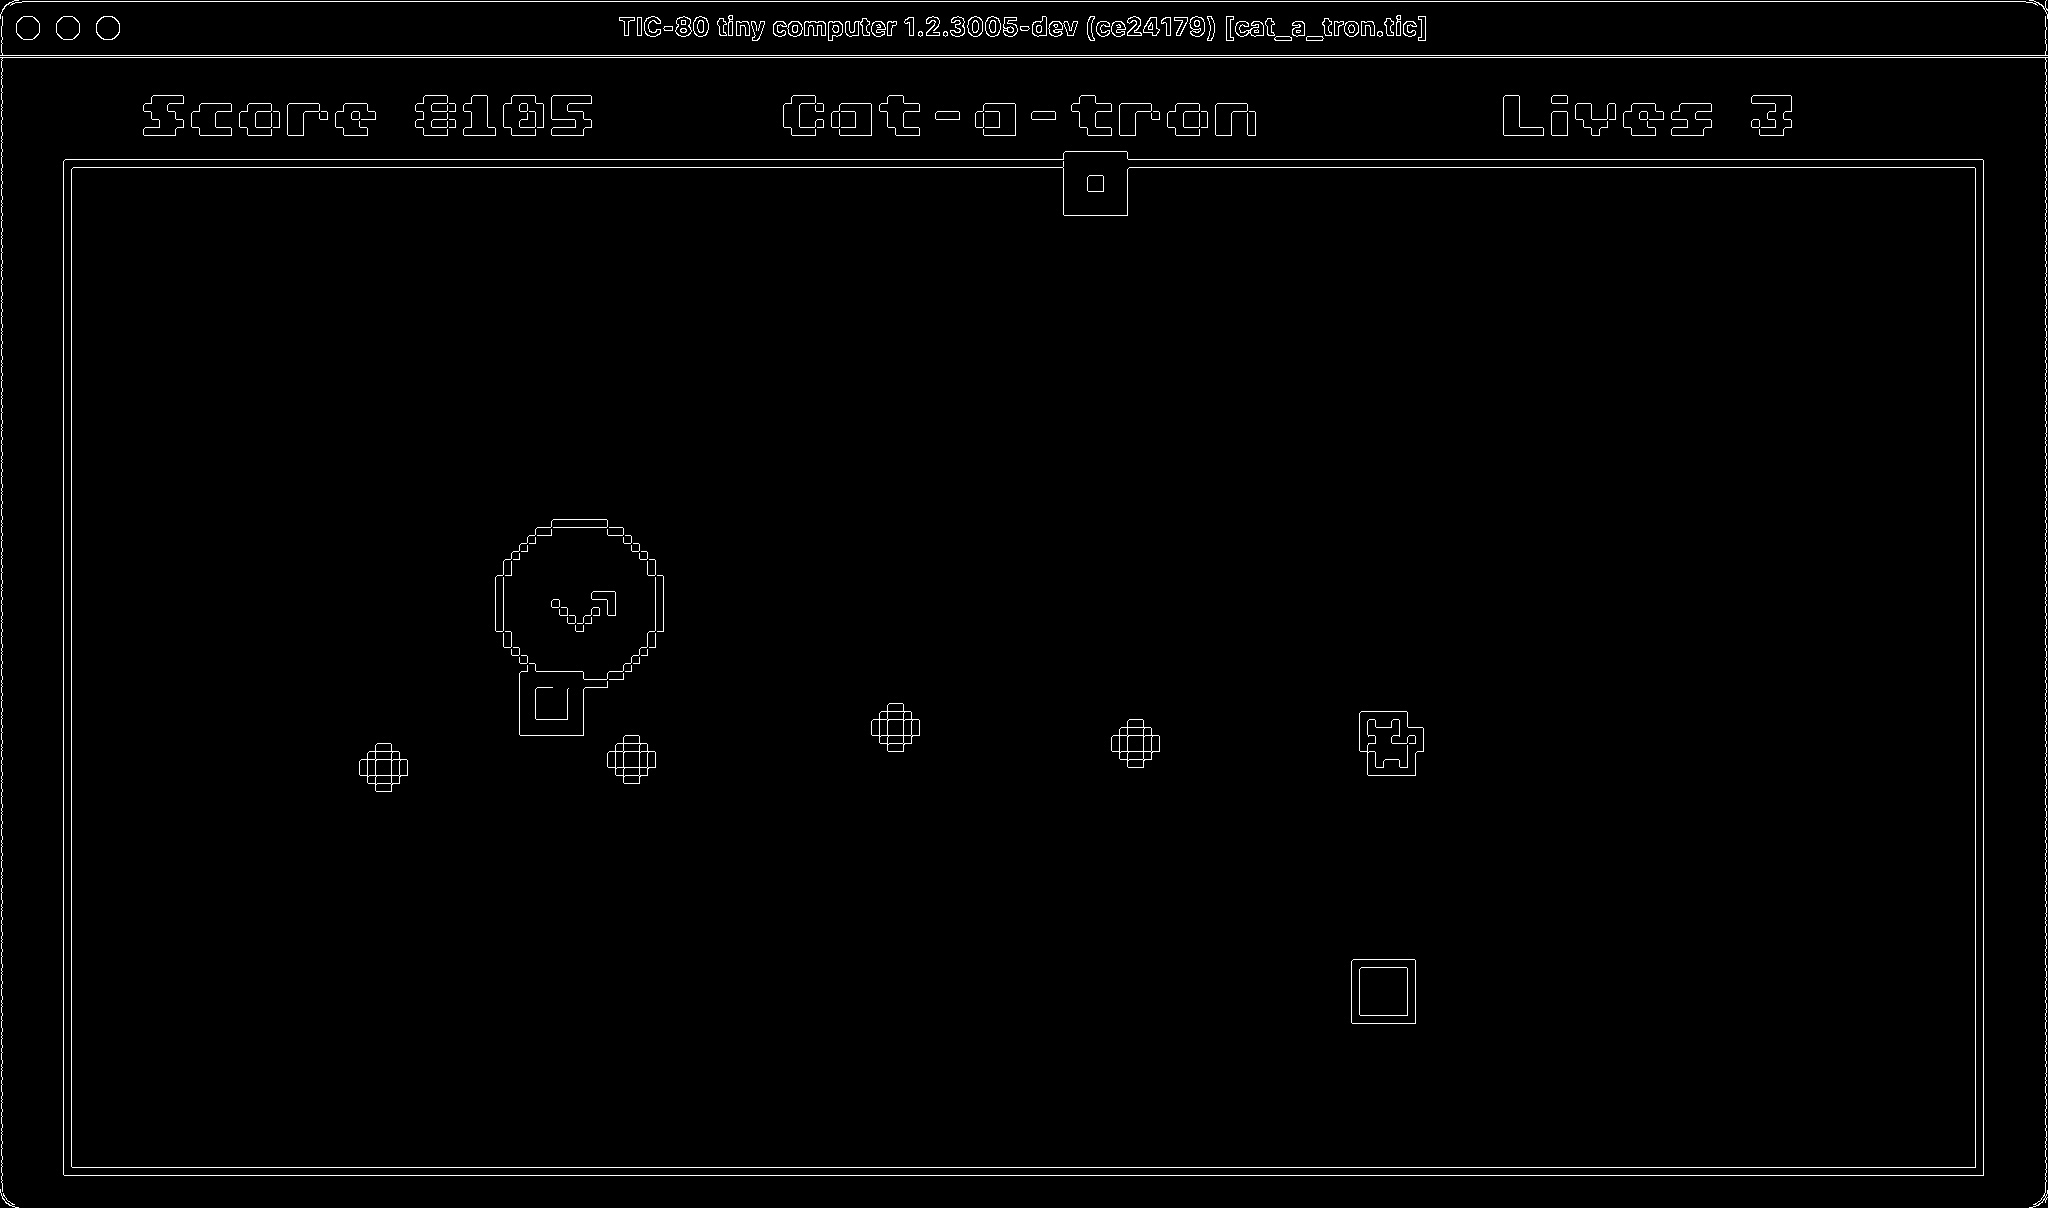 TIC-80 tiny computer 1.2.3005-dev (ce24179) [cat_a_tron.tic]
Score 8105 Cat-a-tron Lives 3